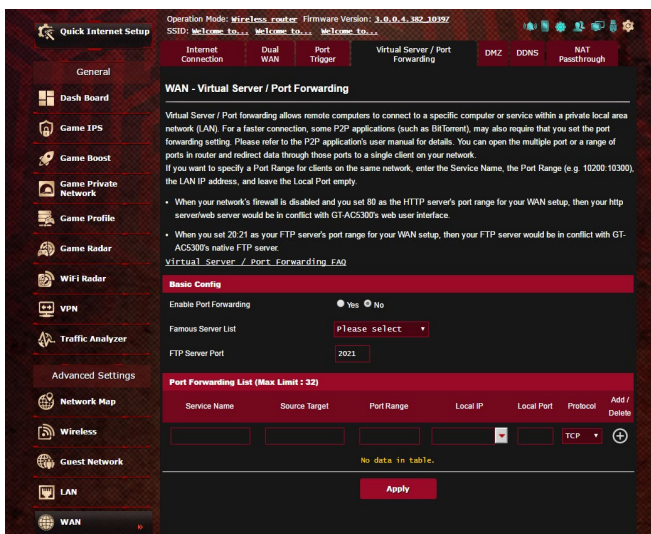 Quick Internet Setup
Operation Mode: Wireless router Firmware Version: 3.0.0.4.382_10397
SSID: Welcome to... Welcome to... Welcome to...
Internet Connection
Dual WAN
Port Trigger
Virtual Server / Port Forwarding
DMZ
DDNS
NAT Passthrough
General
Dash Board
Game IPS
Game Boost
Game Private Network
Game Profile
Game Radar
WiFi Radar
VPN
Traffic Analyzer
Advanced Settings
Network Map
Wireless
Guest Network
LAN
WAN
WAN - Virtual Server / Port Forwarding
Virtual Server / Port forwarding allows remote computers to connect to a specific computer or service within a private local area
network (LAN). For a faster connection, some P2P applications (such as BitTorrent), may also require that you set the port
forwarding setting. Please refer to the P2P application's user manual for details. You can open the multiple port or a range of
ports in router and redirect data through those ports to a single client on your network.
If you want to specify a Port Range for clients on the same network, enter the Service Name, the Port Range (e.g. 10200:10300),
the LAN IP address, and leave the Local Port empty.
• When your network's firewall is disabled and you set 80 as the HTTP server's port range for your WAN setup, then your http
server/web server would be in conflict with GT-AC5300's web user interface.
• When you set 20:21 as your FTP server's port range for your WAN setup, then your FTP server would be in conflict with GT-
AC5300's native FTP server.
Virtual Server / Port Forwarding FAQ
Basic Config
Enable Port Forwarding Yes No
Famous Server List Please select
FTP Server Port 2021
Port Forwarding List (Max Limit : 32)
Service Name Source Target Port Range Local IP Local Port Protocol Add / Delete
TCP
No data in table.
Apply